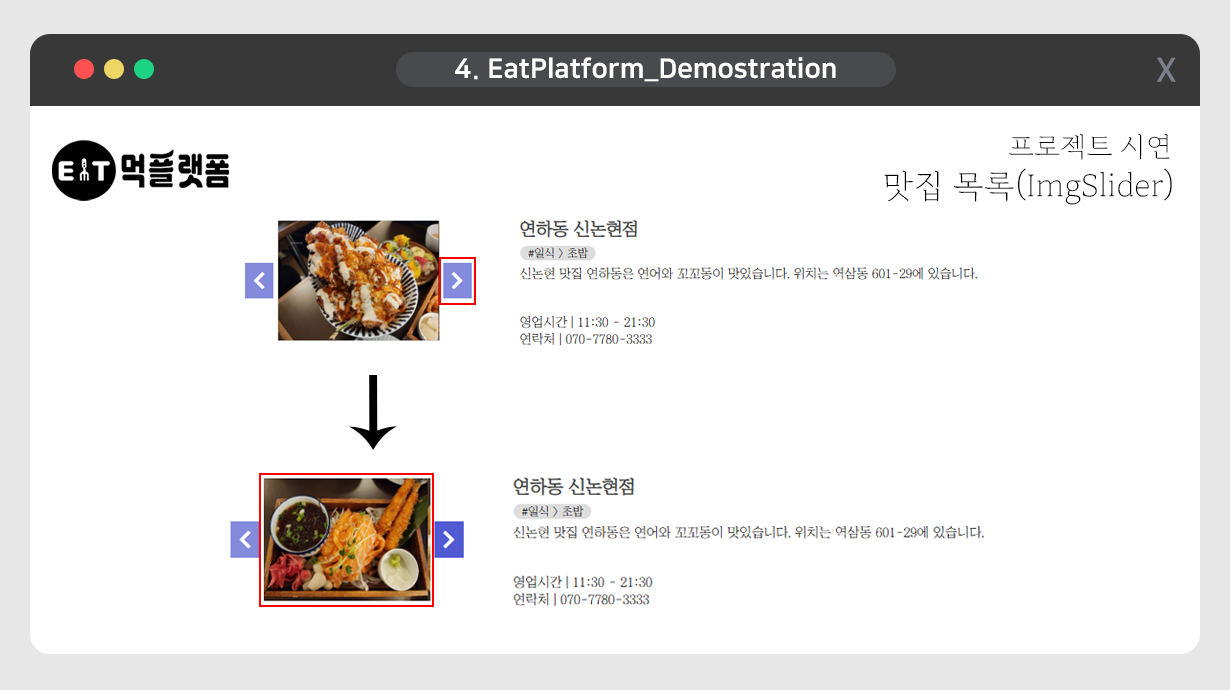 4. EatPlatform_Demostration
X
EAT 먹플랫폼
프로젝트 시연
맛집 목록(ImgSlider)
연하동 신논현점
#일식 > 초밥
신논현 맛집 연하동은 연어와 꼬꼬동이 맛있습니다. 위치는 역삼동 601-29에 있습니다.
영업시간 | 11:30 - 21:30
연락처 | 070-7780-3333
연하동 신논현점
#일식 > 초밥
신논현 맛집 연하동은 연어와 꼬꼬동이 맛있습니다. 위치는 역삼동 601-29에 있습니다.
영업시간 | 11:30 - 21:30
연락처 | 070-7780-3333